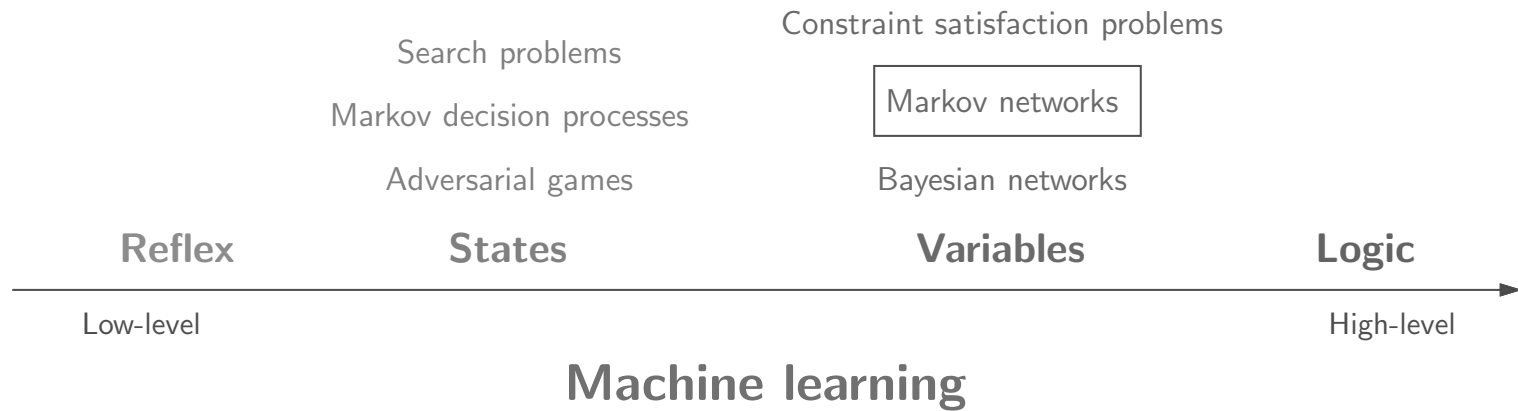 Constraint satisfaction problems
Search problems
Markov networks
Markov decision processes
Adversarial games
Bayesian networks
Reflex
States
Variables
Logic
Low-level
High-level
Machine learning